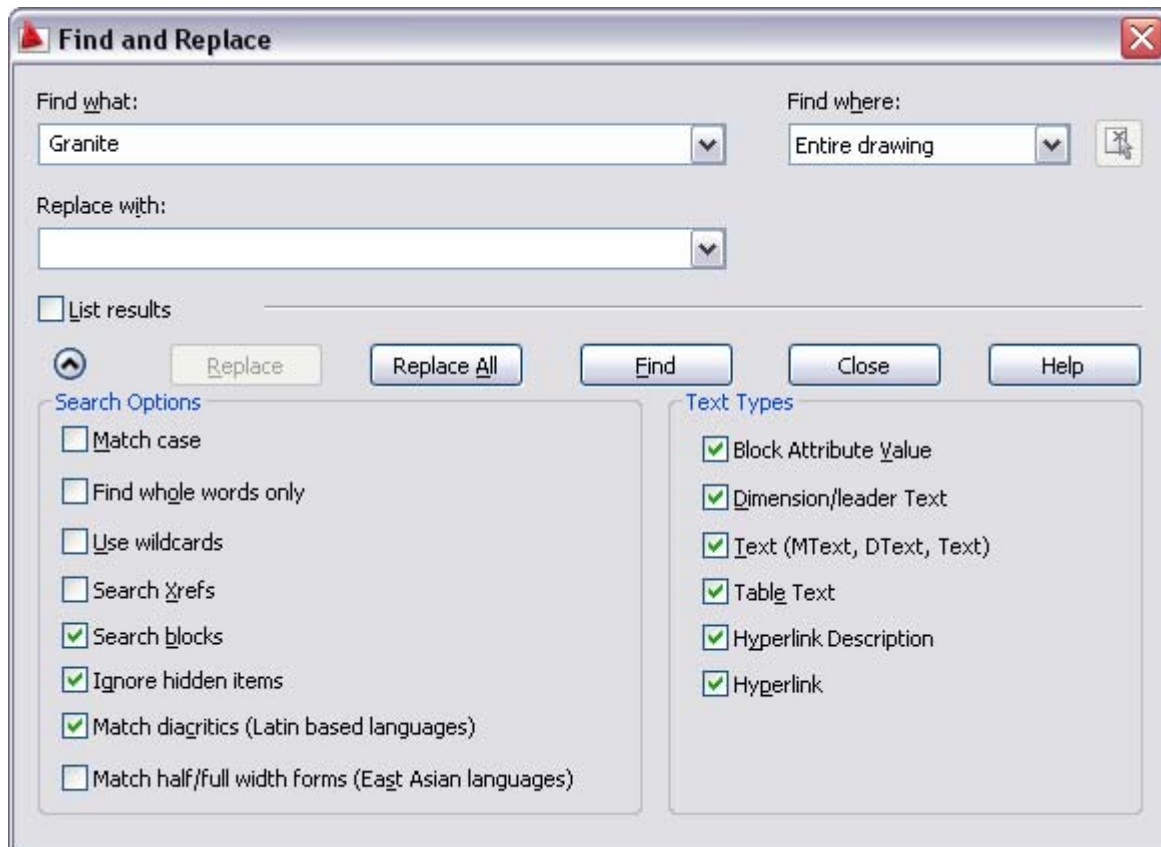 Find and Replace
Find what:
Find where:
Granite
Entire drawing
Replace with:
List results
Replace
Replace All
Find
Close
Help
Search Options
Match case
Find whole words only
Use wildcards
Search Xrefs
Search blocks
Ignore hidden items
Match diacritics (Latin based languages)
Match half/full width forms (East Asian languages)
Text Types
Block Attribute Value
Dimension/leader Text
Text (MText, DText, Text)
Table Text
Hyperlink Description
Hyperlink